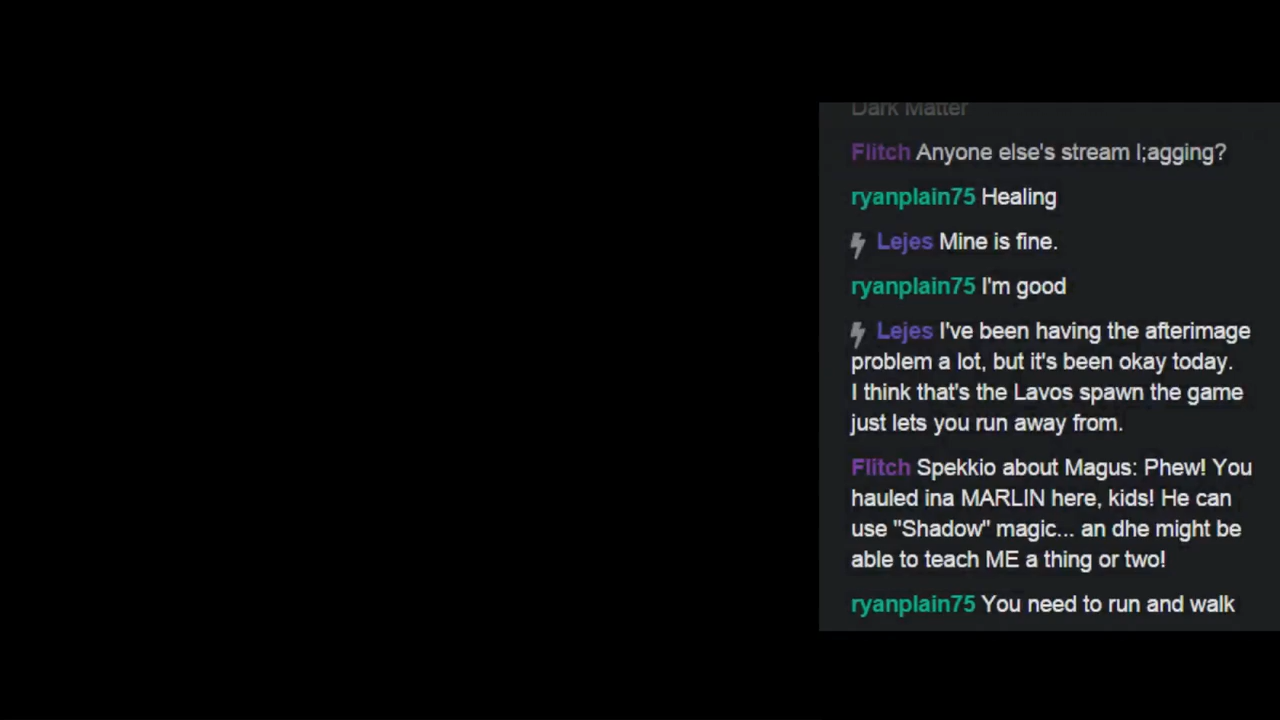 Dark Matter
Flitch Anyone else's stream l;agging?
ryanplain75 Healing
Lejes Mine is fine.
ryanplain75 I'm good
Lejes I've been having the afterimage
problem a lot, but it's been okay today.
I think that's the Lavos spawn the game
just lets you run away from.
Flitch Spekkio about Magus: Phew! You
hauled ina MARLIN here, kids! He can
use "Shadow" magic... an dhe might be
able to teach ME a thing or two!
ryanplain75 You need to run and walk